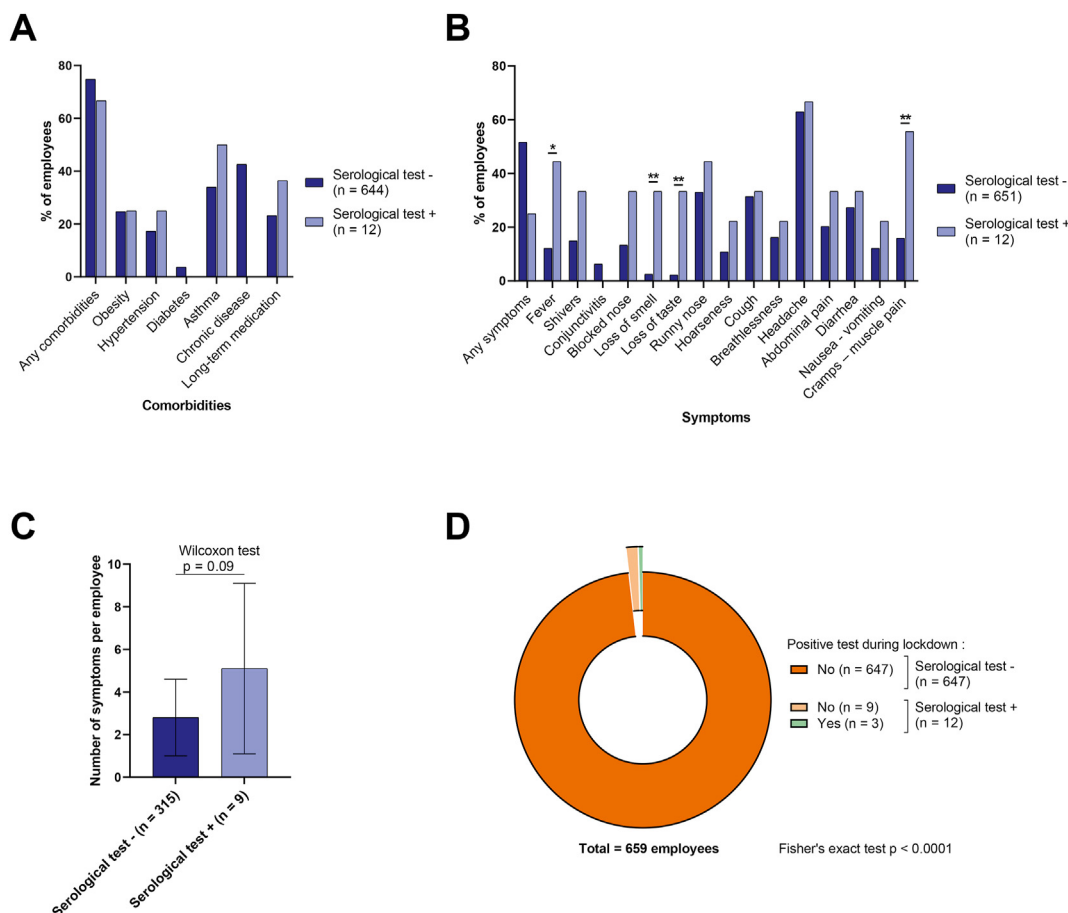 A
80
60
40
20
0
% of employees
Any comorbidities
Obesity
Hypertension
Diabetes
Asthma
Chronic disease
Long-term medication
Comorbidities
Serological test -
(n = 644)
Serological test +
(n = 12)
B
80
60
40
20
0
% of employees
*
**
**
**
Any symptoms
Fever
Shivers
Conjunctivitis
Blocked nose
Loss of smell
Loss of taste
Runny nose
Hoarseness
Cough
Breathlessness
Headache
Abdominal pain
Diarrhea
Nausea - vomiting
Cramps – muscle pain
Symptoms
Serological test -
(n = 651)
Serological test +
(n = 12)
C
Wilcoxon test
p = 0.09
10
8
6
4
2
0
Number of symptoms per employee
Serological test - (n = 315)
Serological test + (n = 9)
D
Positive test during lockdown :
No (n = 647)
Serological test -
(n = 647)
No (n = 9)
Yes (n = 3)
Serological test +
(n = 12)
Total = 659 employees
Fisher's exact test p < 0.0001